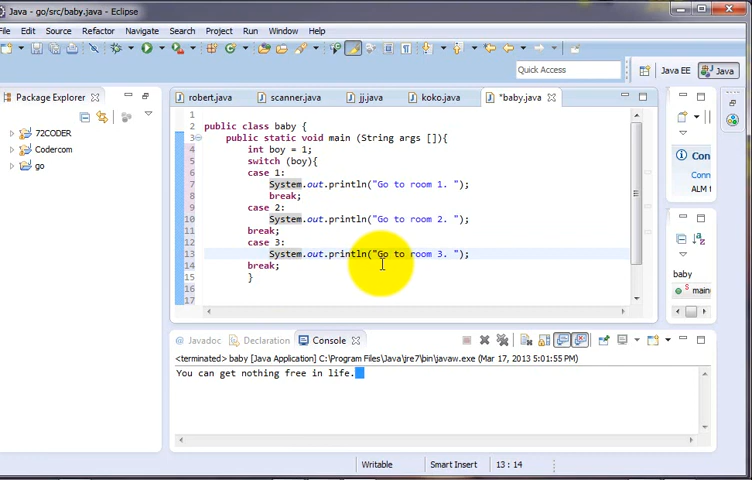 Java - go/src/baby.java - Eclipse
File Edit Source Refactor Navigate Search Project Run Window Help
Quick Access
Java EE
Java
Package Explorer
72CODER
Codercom
go
robert.java
scanner.java
jj.java
koko.java
*baby.java
1
2 public class baby {
3 public static void main (String args []){
4 int boy = 1;
5 switch (boy){
6 case 1:
7 System.out.println("Go to room 1. ");
8 break;
9 case 2:
10 System.out.println("Go to room 2. ");
11 break;
12 case 3:
13 System.out.println("Go to room 3. ");
14 break;
15 }
16
17
Con
Conn
ALM
baby
main
@ Javadoc
Declaration
Console
<terminated> baby [Java Application] C:\Program Files\Java\jre7\bin\javaw.exe (Mar 17, 2013 5:01:55 PM)
You can get nothing free in life.
Writable
Smart Insert
13 : 14